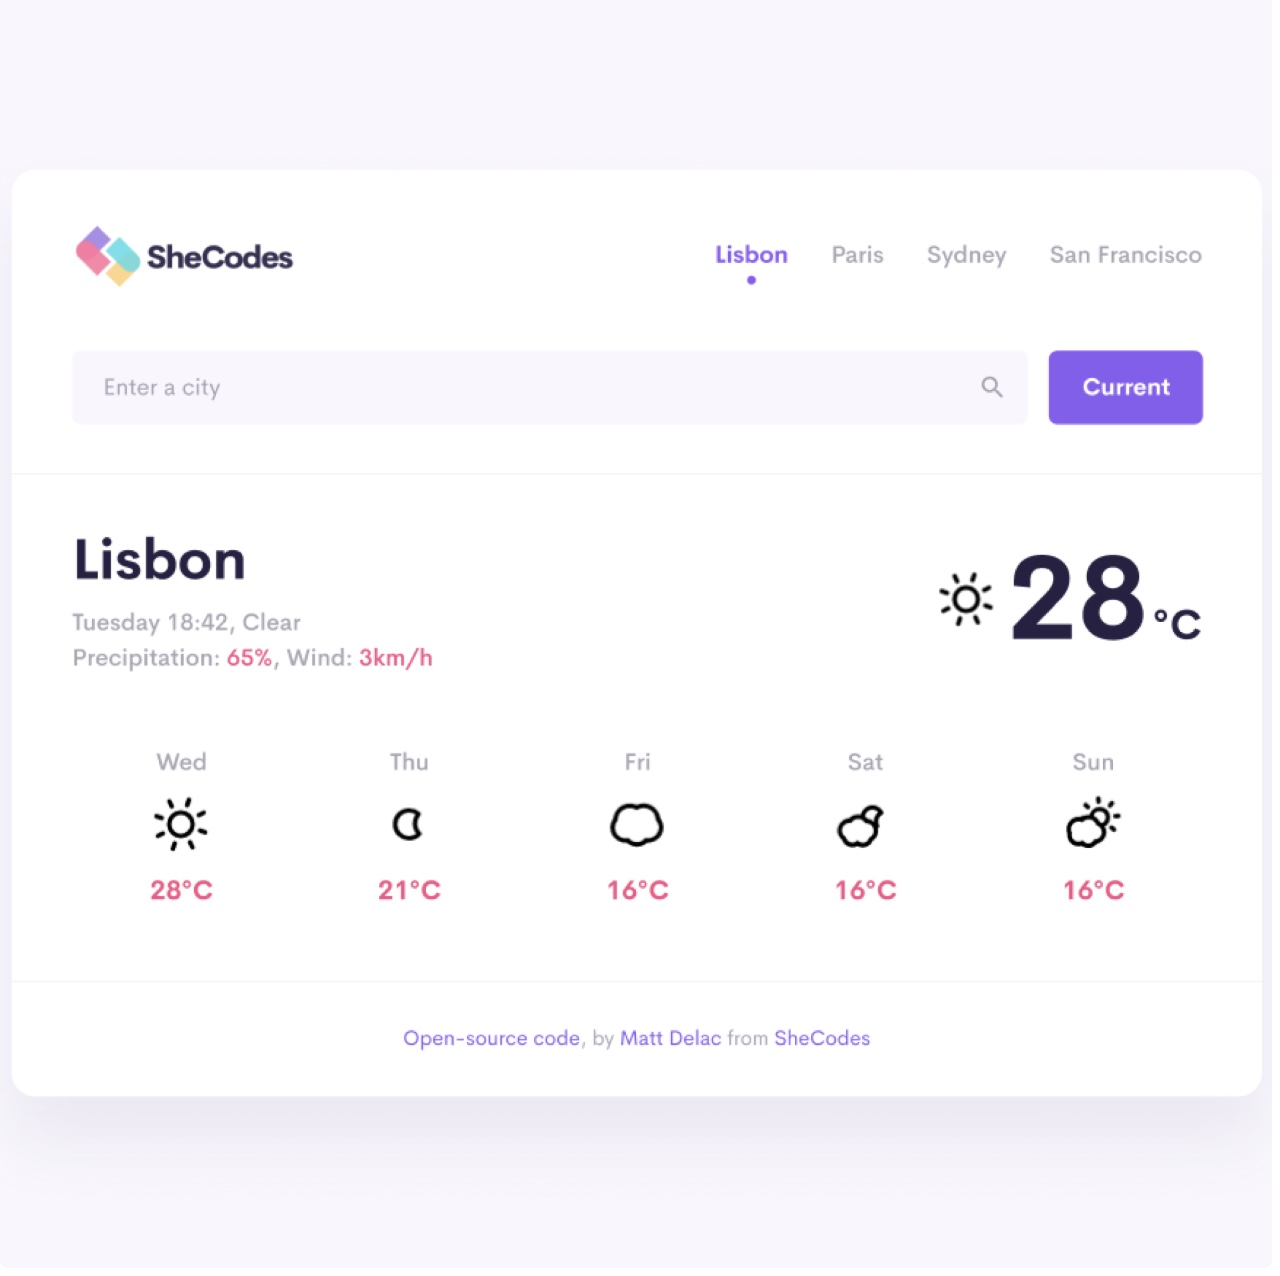 SheCodes
Lisbon Paris Sydney San Francisco
Enter a city
Current
Lisbon
Tuesday 18:42, Clear
Precipitation: 65%, Wind: 3km/h
28 °C
Wed Thu Fri Sat Sun
28°C 21°C 16°C 16°C 16°C
Open-source code, by Matt Delac from SheCodes